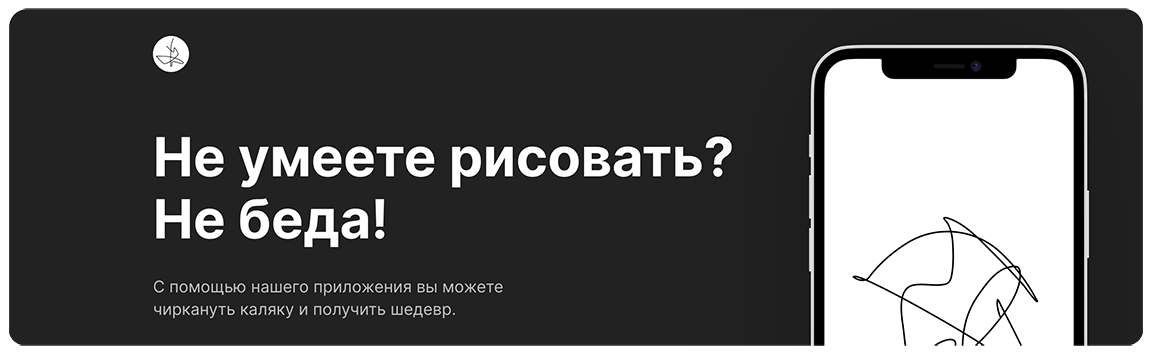 Не умеете рисовать?
Не беда!
С помощью нашего приложения вы можете
чиркануть каляку и получить шедевр.